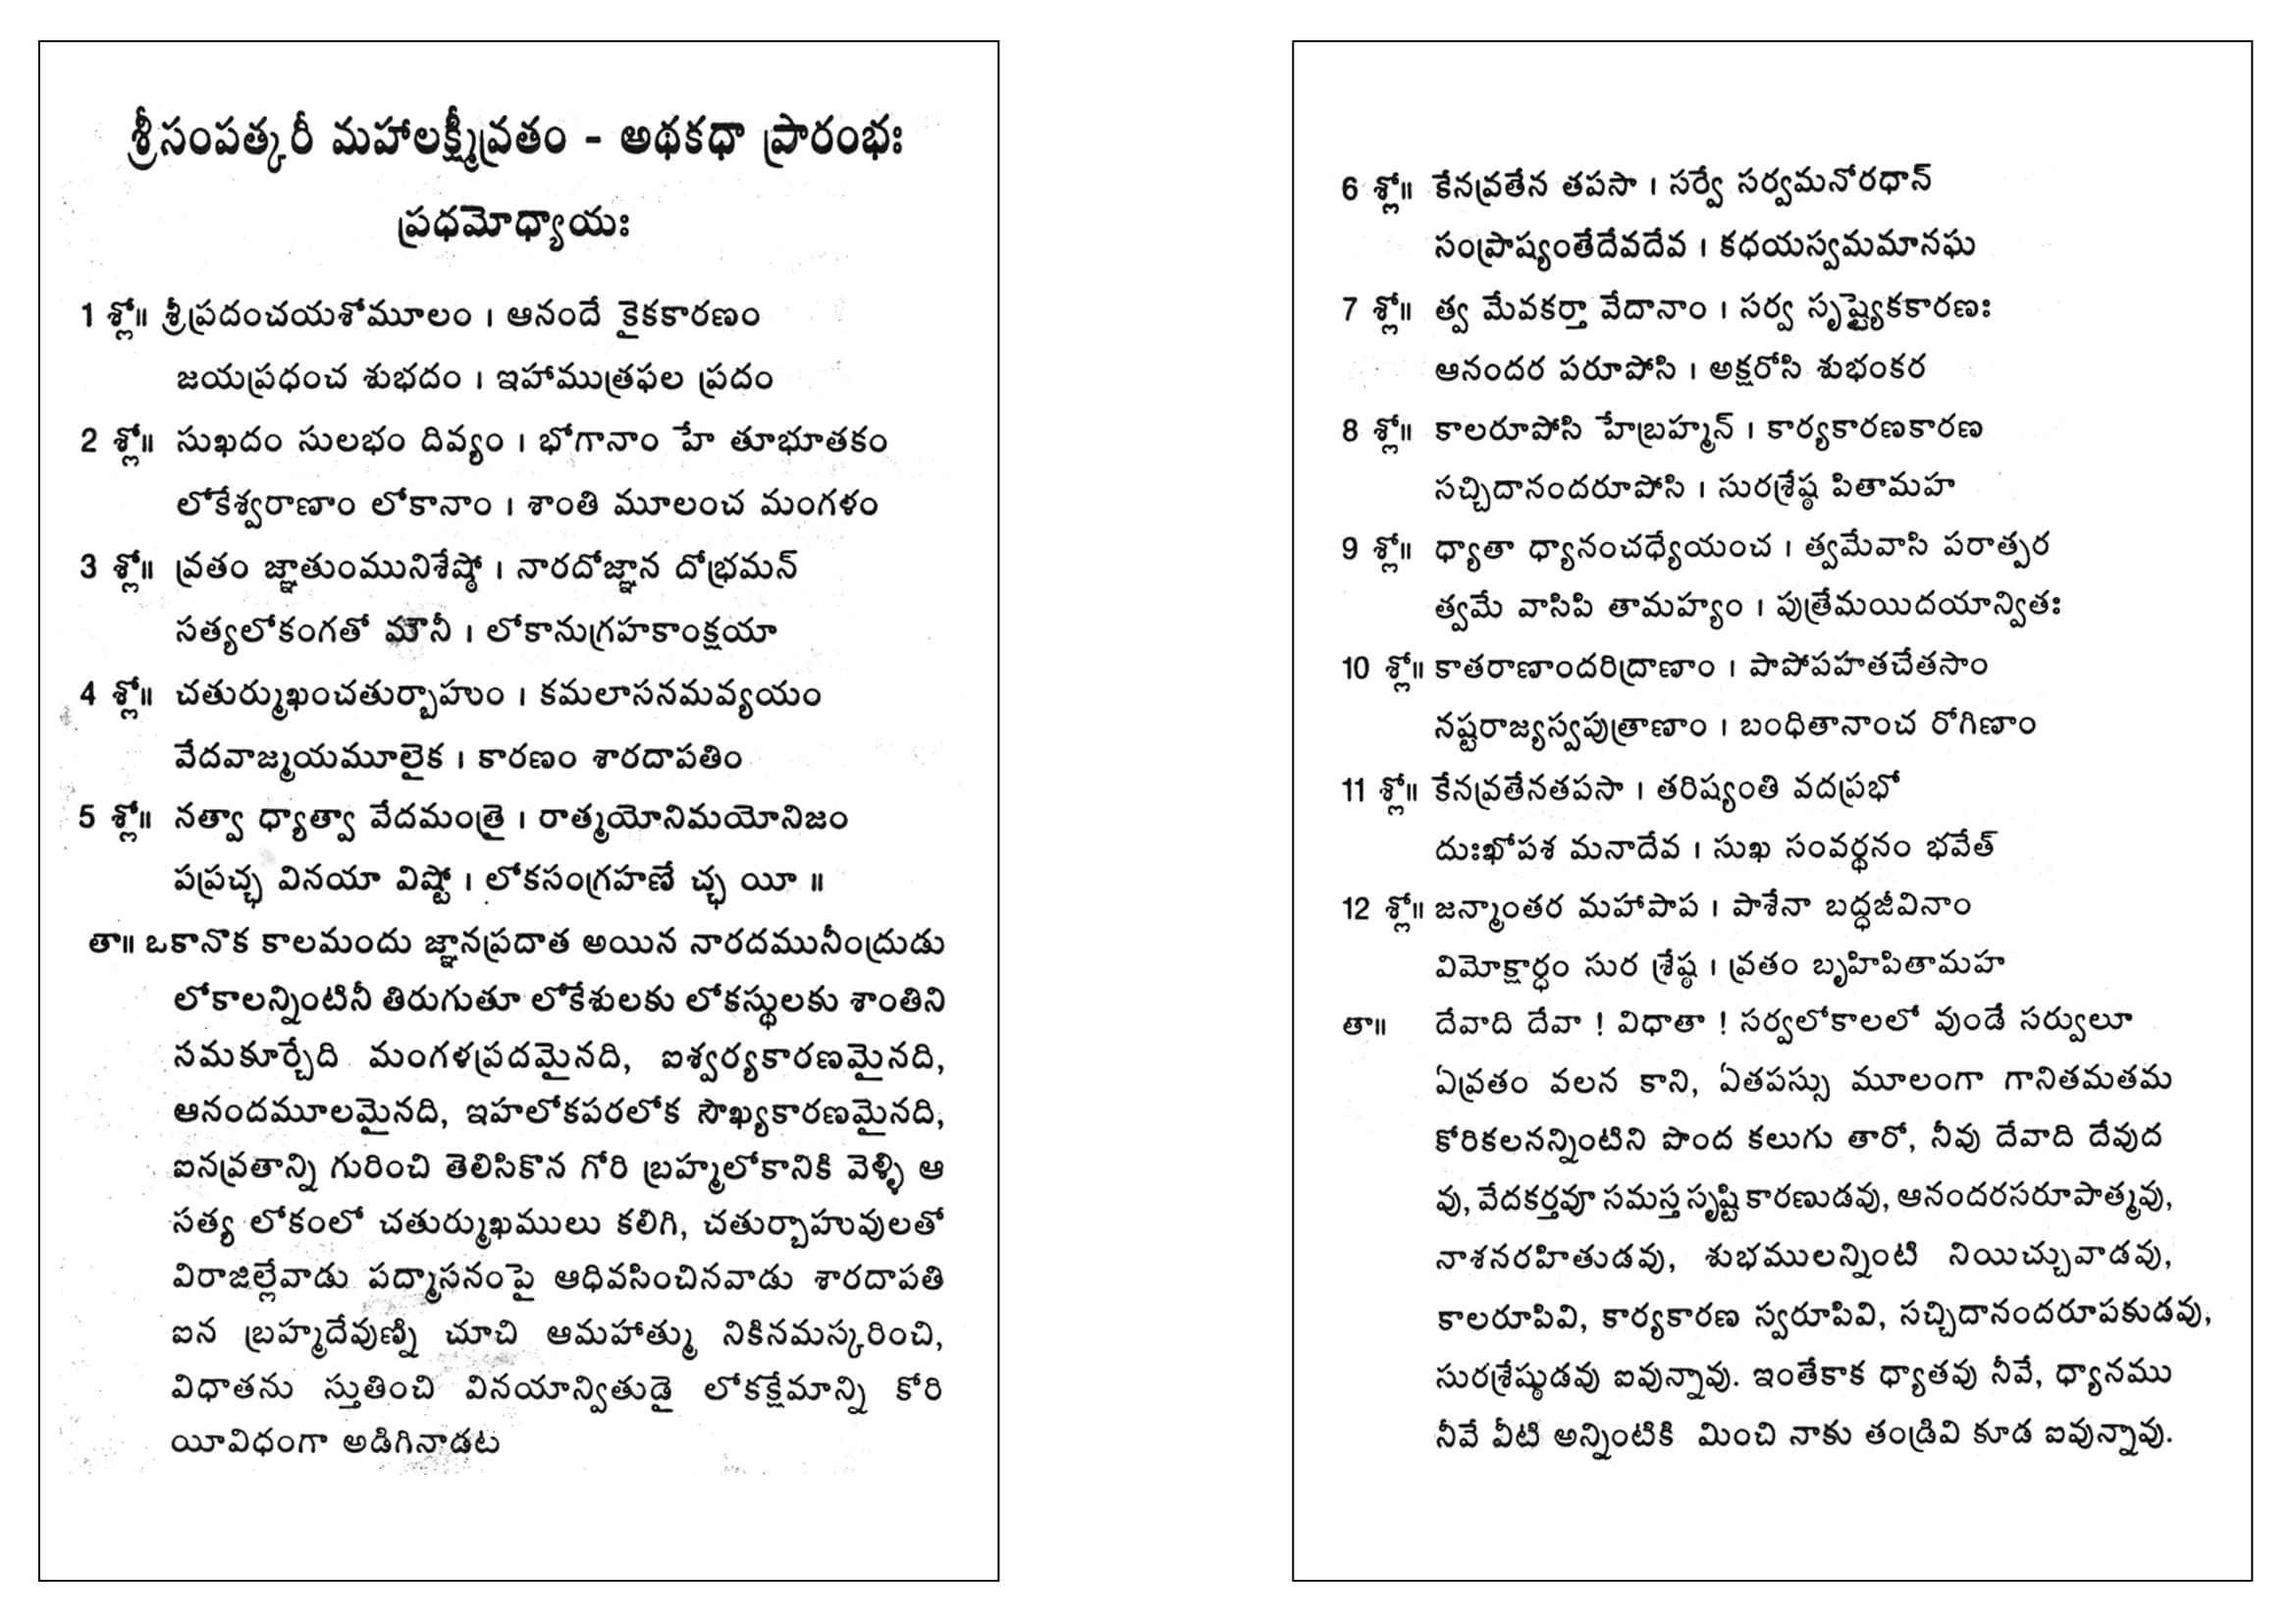 శ్రీసంపత్కరీ మహాలక్ష్మీవ్రతం - అథకధా ప్రారంభః
ప్రధమోధ్యాయః
1 శ్లో॥ శ్రీప్రదంచయశోమూలం । ఆనందే కైకకారణం
జయప్రధంచ శుభదం । ఇహాముత్రఫల ప్రదం
2 శ్లో॥ సుఖదం సులభం దివ్యం । భోగానాం హే తూభూతకం
లోకేశ్వరాణాం లోకానాం । శాంతి మూలంచ మంగళం
3 శ్లో॥ వ్రతం జ్ఞాతుంమునిశేష్ఠో । నారదోజ్ఞాన దోభ్రమన్
సత్యలోకంగతో మౌనీ । లోకానుగ్రహకాంక్షయా
4 శ్లో॥ చతుర్ముఖంచతుర్బాహుం । కమలాసనమవ్యయం
వేదవాజ్మయమూలైక । కారణం శారదాపతిం
5 శ్లో॥ నత్వా ధ్యాత్వా వేదమంత్రై । రాత్మయోనిమయోనిజం
పప్రచ్ఛ వినయా విష్టో । లోకసంగ్రహణే చ్ఛ యీ ॥
తా॥ ఒకానొక కాలమందు జ్ఞానప్రదాత అయిన నారదమునీంద్రుడు
లోకాలన్నింటినీ తిరుగుతూ లోకేశులకు లోకస్థులకు శాంతిని
సమకూర్చేది మంగళప్రదమైనది, ఐశ్వర్యకారణమైనది,
ఆనందమూలమైనది, ఇహలోకపరలోక సౌఖ్యకారణమైనది,
ఐనవ్రతాన్ని గురించి తెలిసికొన గోరి బ్రహ్మలోకానికి వెళ్ళి ఆ
సత్య లోకంలో చతుర్ముఖములు కలిగి, చతుర్బాహువులతో
విరాజిల్లేవాడు పద్మాసనంపై ఆధివసించినవాడు శారదాపతి
ఐన బ్రహ్మదేవుణ్ని చూచి ఆమహాత్ము నికినమస్కరించి,
విధాతను స్తుతించి వినయాన్వితుడై లోకక్షేమాన్ని కోరి
యీవిధంగా అడిగినాడట
6 శ్లో॥ కేనవ్రతేన తపసా । సర్వే సర్వమనోరధాన్
సంప్రాప్యంతేదేవదేవ । కధయస్వమమానఘ
7 శ్లో॥ త్వ మేవకర్తా వేదానాం । సర్వ సృష్ట్యైకకారణః
ఆనందర పరూపోసి । అక్షరోసి శుభంకర
8 శ్లో॥ కాలరూపోసి హేబ్రహ్మన్ । కార్యకారణకారణ
సచ్చిదానందరూపోసి । సురశ్రేష్ఠ పితామహ
9 శ్లో॥ ధ్యాతా ధ్యానంచధ్యేయంచ । త్వమేవాసి పరాత్పర
త్వమే వాసిపి తామహ్యం । పుత్రేమయిదయాన్వితః
10 శ్లో॥ కాతరాణాందరిద్రాణాం । పాపోపహతచేతసాం
నష్టరాజ్యస్వపుత్రాణాం । బంధితానాంచ రోగిణాం
11 శ్లో॥ కేనవ్రతేనతపసా । తరిష్యంతి వదప్రభో
దుఃఖోపశ మనాదేవ । సుఖ సంవర్థనం భవేత్
12 శ్లో॥ జన్మాంతర మహాపాప । పాశేనా బద్ధజీవినాం
విమోక్షార్ధం సుర శ్రేష్ఠ । వ్రతం బృహిపితామహ
తా॥ దేవాది దేవా ! విధాతా ! సర్వలోకాలలో వుండే సర్వులూ
ఏవ్రతం వలన కాని, ఏతపస్సు మూలంగా గానితమతమ
కోరికలనన్నింటిని పొంద కలుగు తారో, నీవు దేవాది దేవుద
వు, వేదకర్తవూ సమస్త సృష్టి కారణుడవు, ఆనందరసరూపాత్మవు,
నాశనరహితుడవు, శుభములన్నింటి నియిచ్చువాడవు,
కాలరూపివి, కార్యకారణ స్వరూపివి, సచ్చిదానందరూపకుడవు,
సురశ్రేష్ఠుడవు ఐవున్నావు. ఇంతేకాక ధ్యాతవు నీవే, ధ్యానము
నీవే వీటి అన్నింటికి మించి నాకు తండ్రివి కూడ ఐవున్నావు.